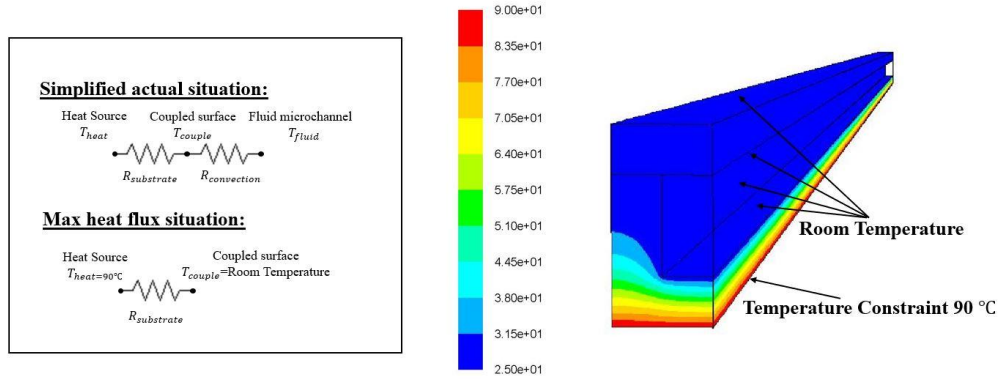 Simplified actual situation:
Heat Source Coupled surface Fluid microchannel
T_heat T_couple T_fluid
R_substrate R_convection
Max heat flux situation:
Heat Source Coupled surface
T_heat=90℃ T_couple=Room Temperature
R_substrate
9.00e+01
8.35e+01
7.70e+01
7.05e+01
6.40e+01
5.75e+01
5.10e+01
4.45e+01
3.80e+01
3.15e+01
2.50e+01
Room Temperature
Temperature Constraint 90 ℃